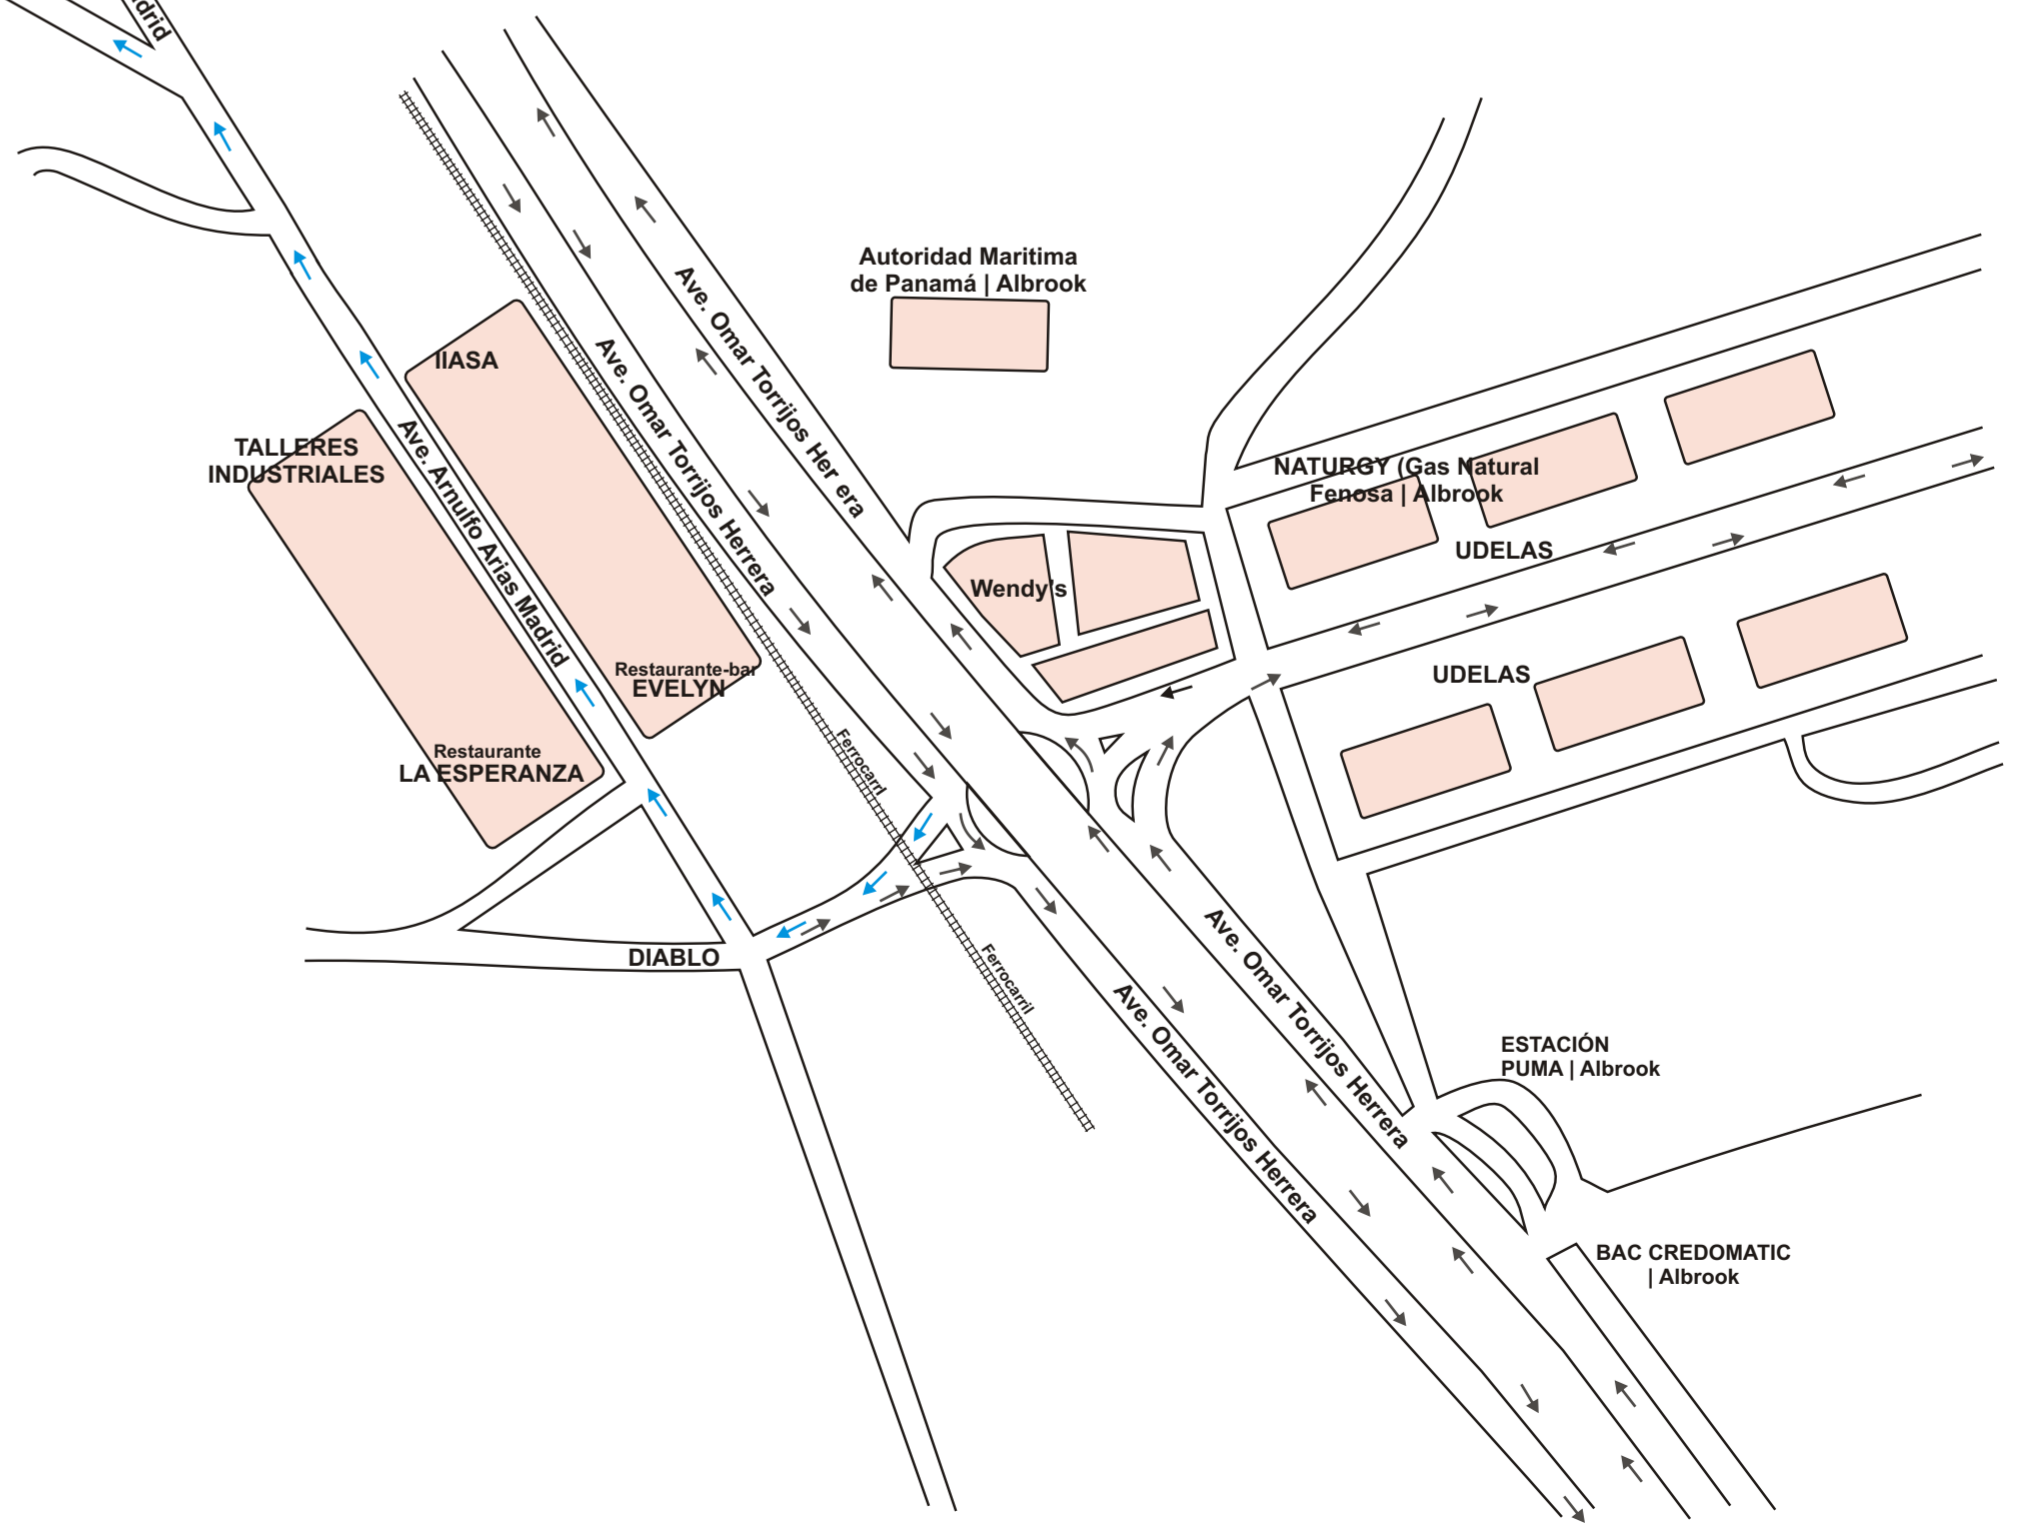 drid
Autoridad Maritima
de Panamá | Albrook
Ave. Omar Torrijos Her era
Ave. Omar Torrijos Herrera
IIASA
TALLERES
INDUSTRIALES
Ave. Arnulfo Arias Madrid
NATURGY (Gas Natural
Fenosa | Albrook
UDELAS
Wendy's
Restaurante-bar
EVELYN
UDELAS
Restaurante
LA ESPERANZA
Ferrocarrl
DIABLO
Ferrocarril
Ave. Omar Torrijos Herrera
Ave. Omar Torrijos Herrera
ESTACIÓN
PUMA | Albrook
BAC CREDOMATIC
| Albrook